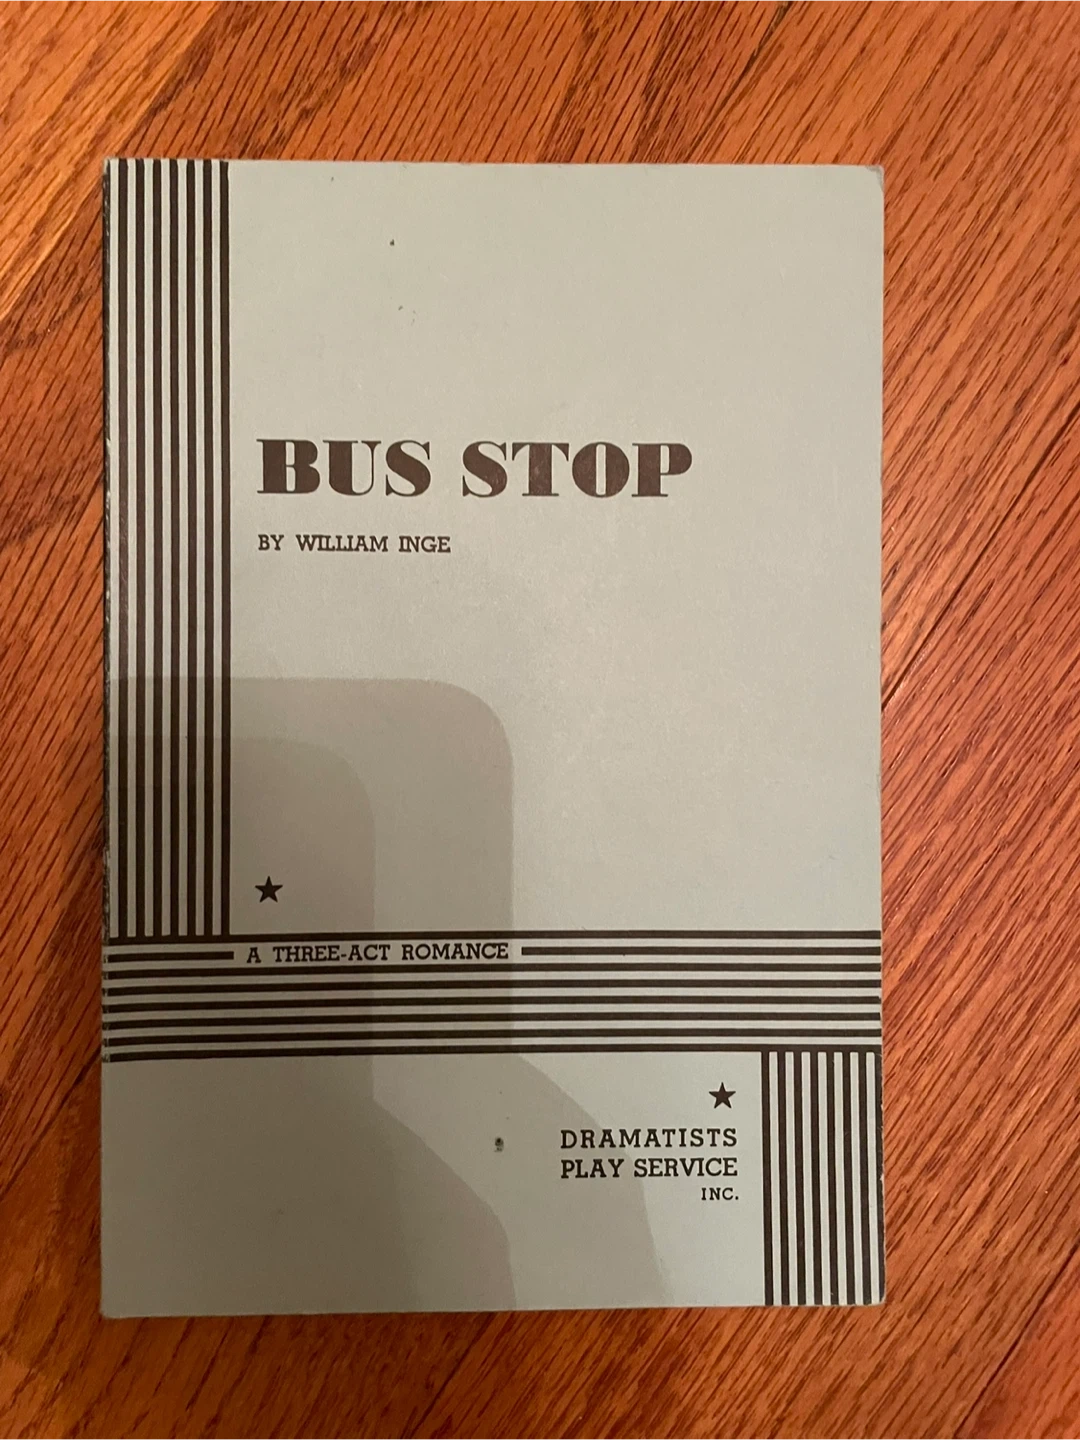 BUS STOP
BY WILLIAM INGE
A THREE-ACT ROMANCE
DRAMATISTS
PLAY SERVICE
INC.